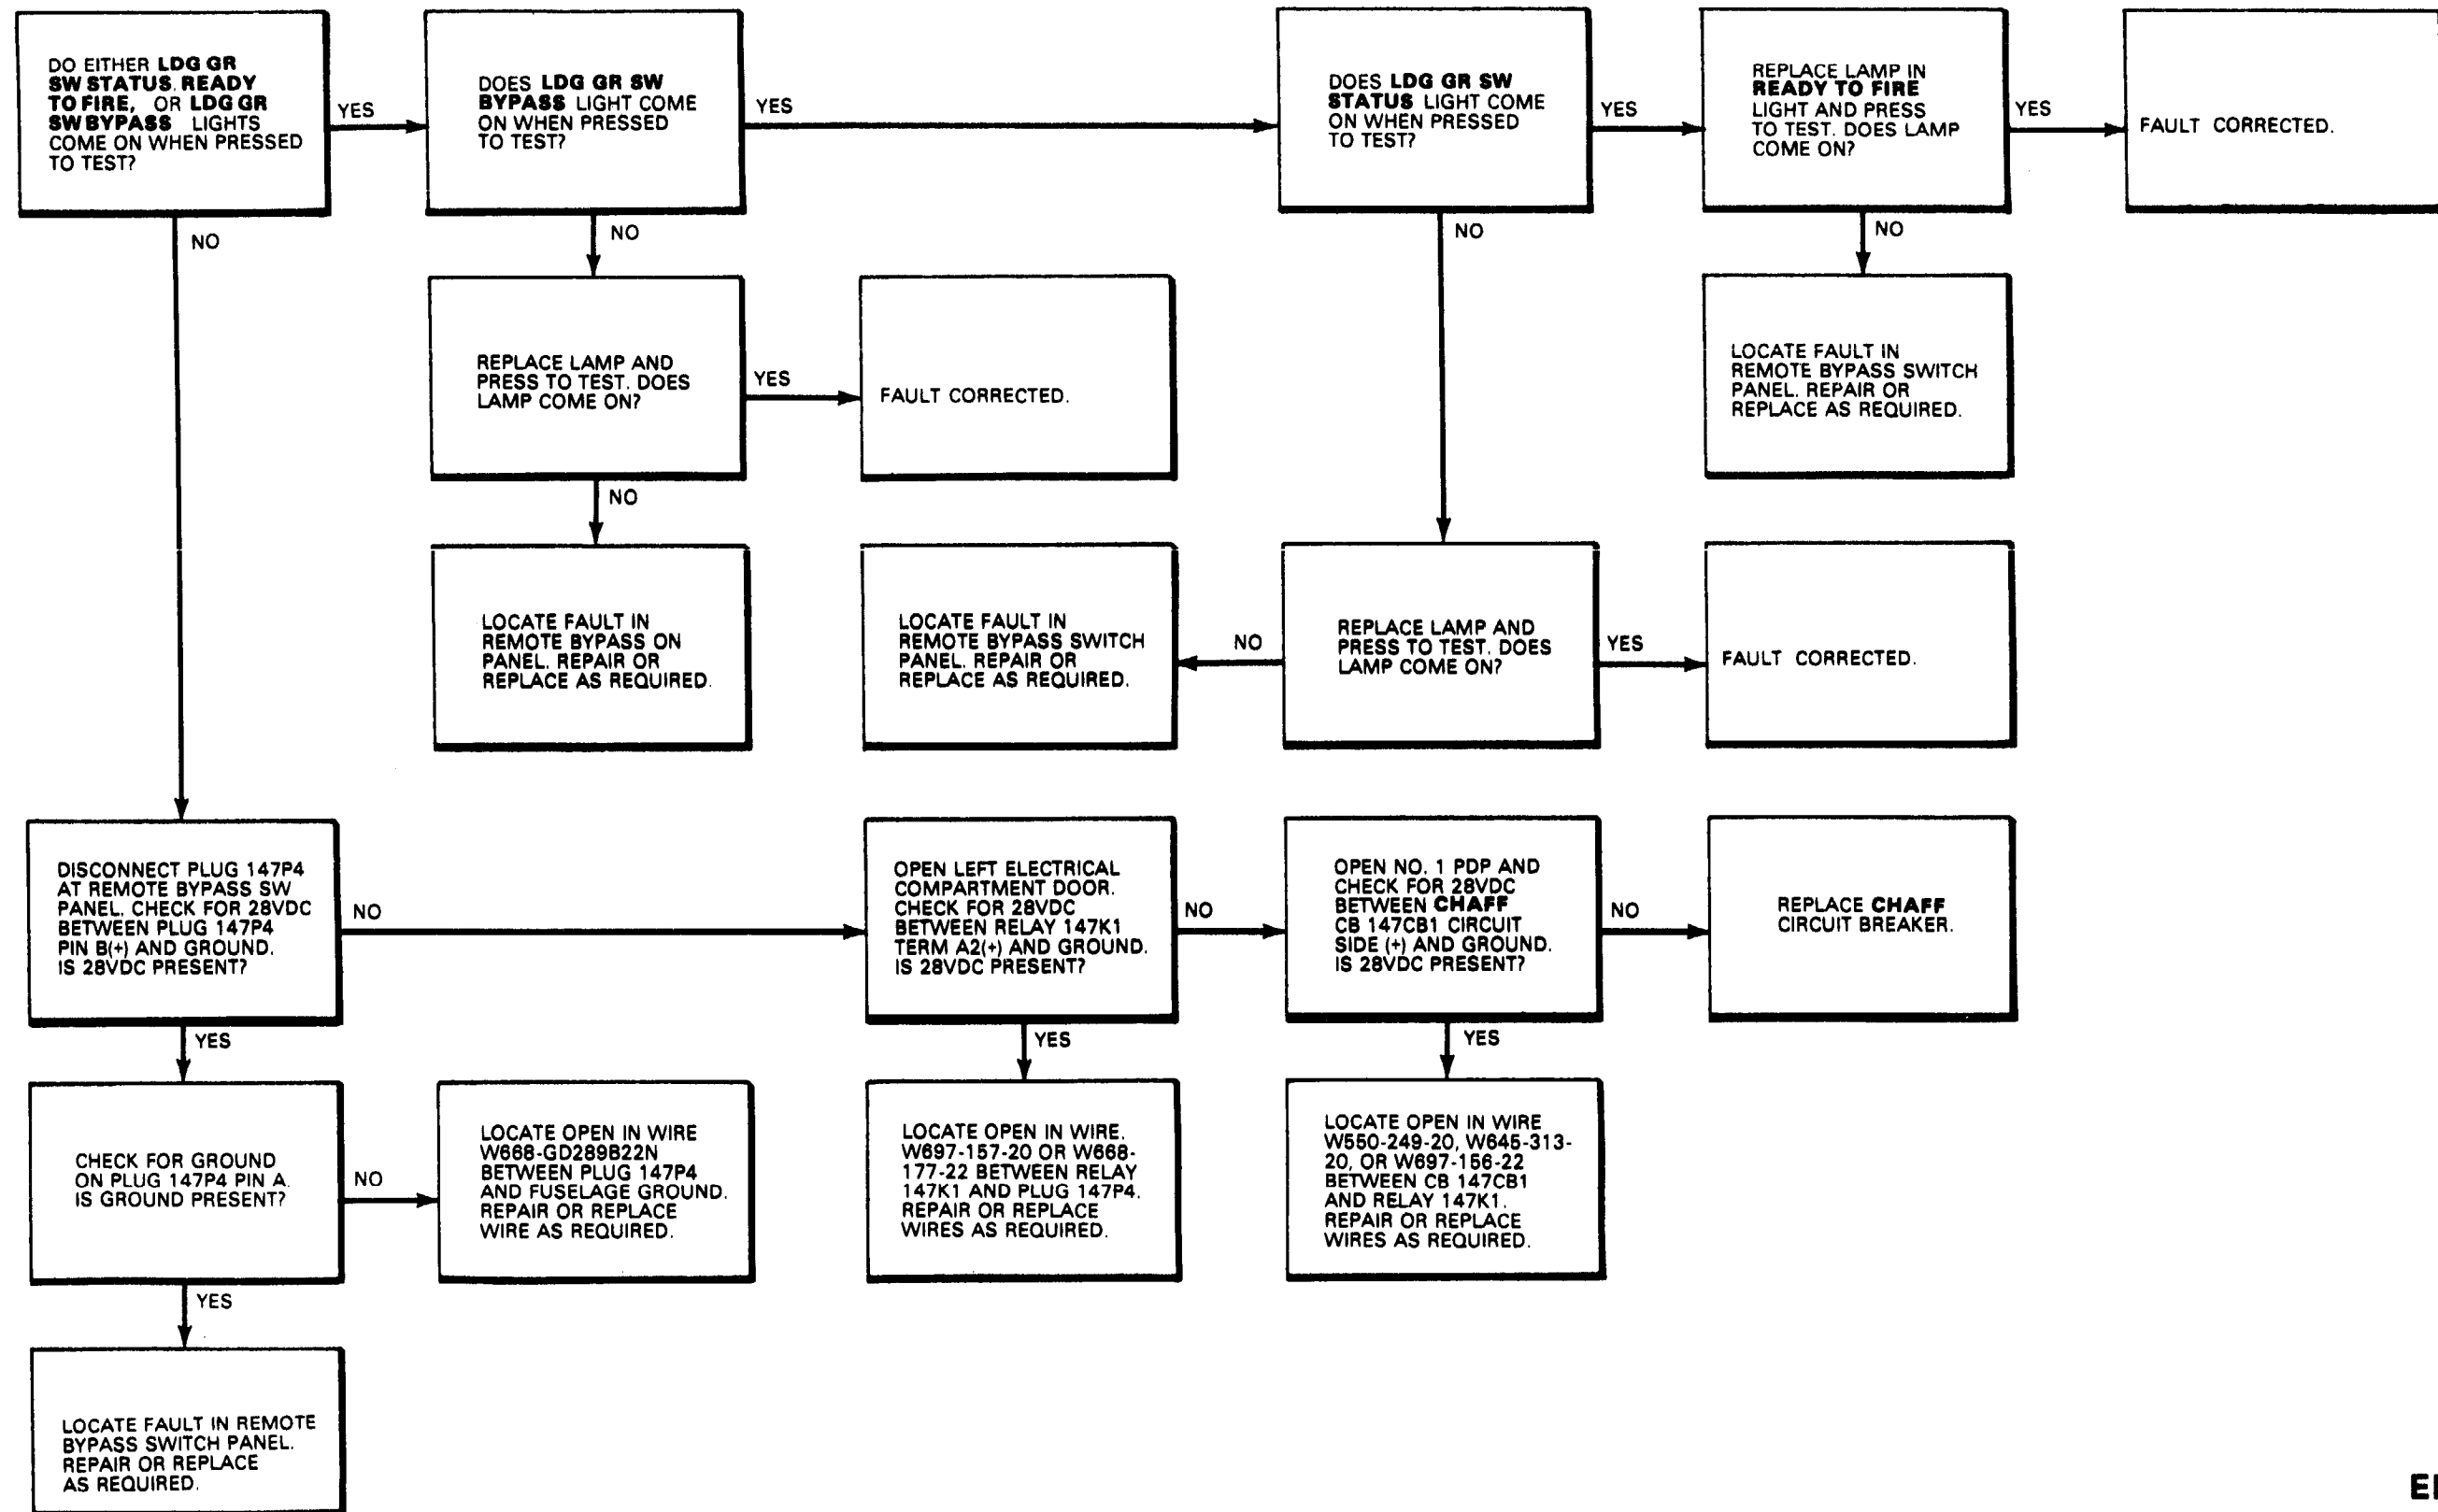 DO EITHER LDG GR
SW STATUS, READY
TO FIRE, OR LDG GR
SW BYPASS LIGHTS
COME ON WHEN PRESSED
TO TEST?
YES
NO
DOES LDG GR SW
BYPASS LIGHT COME
ON WHEN PRESSED
TO TEST?
YES
NO
DOES LDG GR SW
STATUS LIGHT COME
ON WHEN PRESSED
TO TEST?
YES
NO
REPLACE LAMP IN
READY TO FIRE
LIGHT AND PRESS
TO TEST. DOES LAMP
COME ON?
YES
NO
FAULT CORRECTED.
REPLACE LAMP AND
PRESS TO TEST. DOES
LAMP COME ON?
YES
NO
FAULT CORRECTED.
LOCATE FAULT IN
REMOTE BYPASS SWITCH
PANEL. REPAIR OR
REPLACE AS REQUIRED.
LOCATE FAULT IN
REMOTE BYPASS ON
PANEL. REPAIR OR
REPLACE AS REQUIRED.
LOCATE FAULT IN
REMOTE BYPASS SWITCH
PANEL. REPAIR OR
REPLACE AS REQUIRED.
NO
REPLACE LAMP AND
PRESS TO TEST. DOES
LAMP COME ON?
YES
FAULT CORRECTED.
DISCONNECT PLUG 147P4
AT REMOTE BYPASS SW
PANEL. CHECK FOR 28VDC
BETWEEN PLUG 147P4
PIN B(+) AND GROUND.
IS 28VDC PRESENT?
NO
YES
OPEN LEFT ELECTRICAL
COMPARTMENT DOOR.
CHECK FOR 28VDC
BETWEEN RELAY 147K1
TERM A2(+) AND GROUND.
IS 28VDC PRESENT?
NO
YES
OPEN NO. 1 PDP AND
CHECK FOR 28VDC
BETWEEN CHAFF
CB 147CB1 CIRCUIT
SIDE (+) AND GROUND.
IS 28VDC PRESENT?
NO
YES
REPLACE CHAFF
CIRCUIT BREAKER.
CHECK FOR GROUND
ON PLUG 147P4 PIN A.
IS GROUND PRESENT?
NO
YES
LOCATE OPEN IN WIRE
W668-GD289B22N
BETWEEN PLUG 147P4
AND FUSELAGE GROUND.
REPAIR OR REPLACE
WIRE AS REQUIRED.
LOCATE OPEN IN WIRE.
W697-157-20 OR W668-
177-22 BETWEEN RELAY
147K1 AND PLUG 147P4.
REPAIR OR REPLACE
WIRES AS REQUIRED.
LOCATE OPEN IN WIRE
W550-249-20, W645-313-
20, OR W697-156-22
BETWEEN CB 147CB1
AND RELAY 147K1.
REPAIR OR REPLACE
WIRES AS REQUIRED.
LOCATE FAULT IN REMOTE
BYPASS SWITCH PANEL.
REPAIR OR REPLACE
AS REQUIRED.